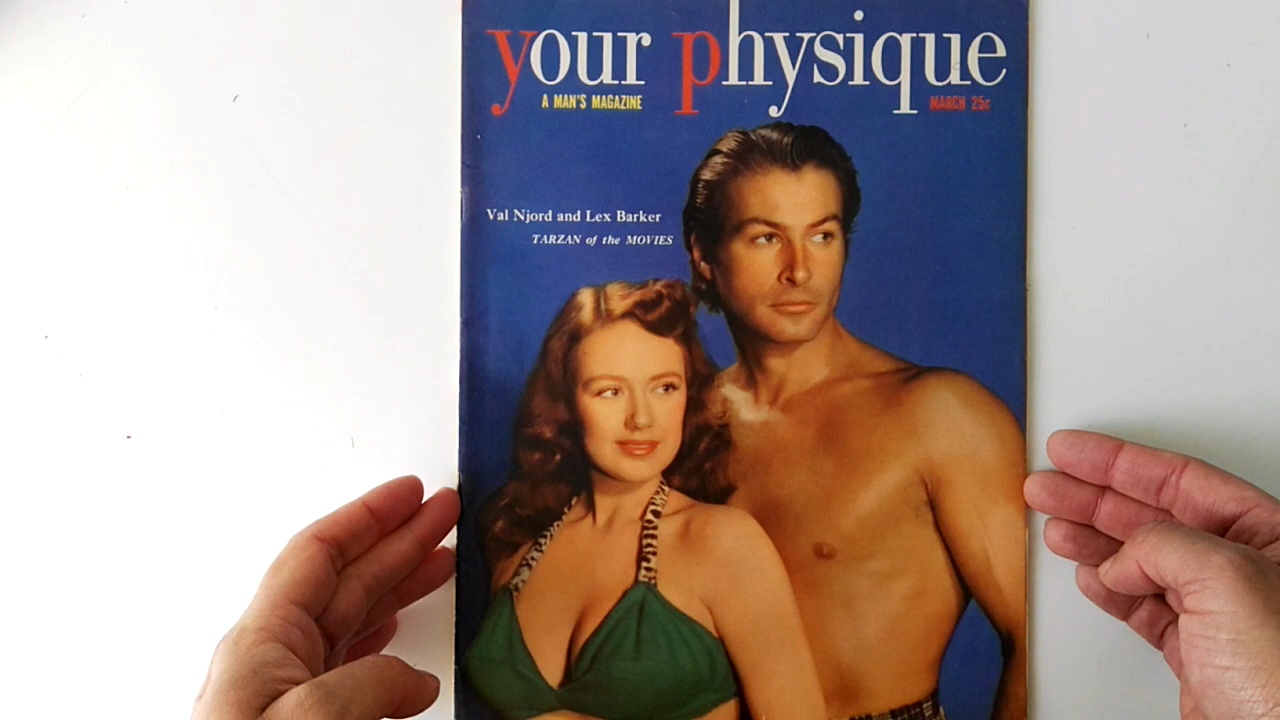 your physique
A MAN'S MAGAZINE
MARCH 25c
Val Njord and Lex Barker
TARZAN of the MOVIES